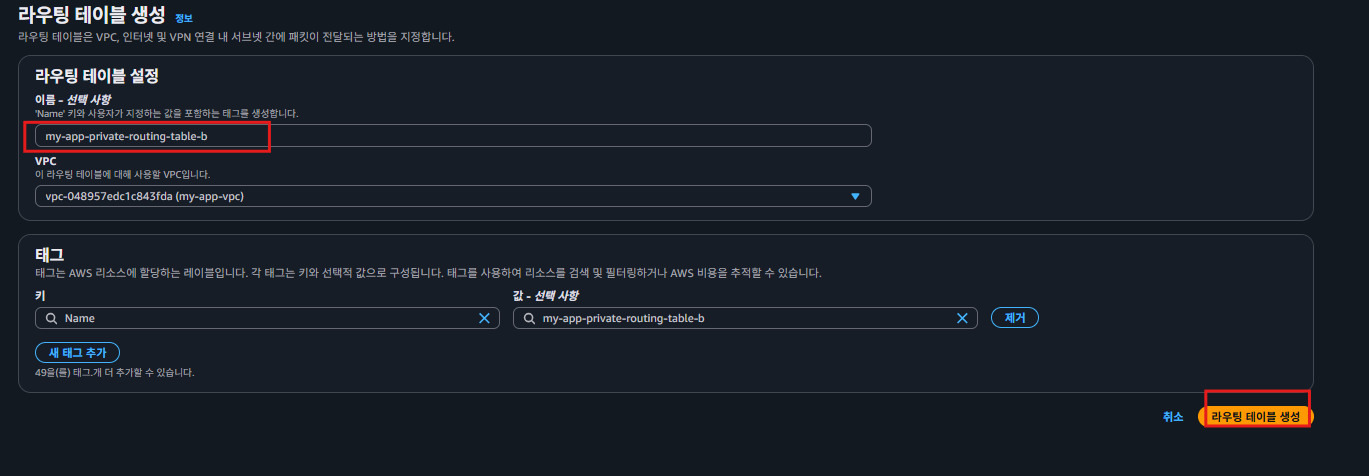 라우팅 테이블 생성 정보
라우팅 테이블은 VPC, 인터넷 및 VPN 연결 내 서브넷 간에 패킷이 전달되는 방법을 지정합니다.
라우팅 테이블 설정
이름 - 선택 사항
'Name' 키와 사용자가 지정하는 값을 포함하는 태그를 생성합니다.
my-app-private-routing-table-b
VPC
이 라우팅 테이블에 대해 사용할 VPC입니다.
vpc-048957edc1c843fda (my-app-vpc)
태그
태그는 AWS 리소스에 할당하는 레이블입니다. 각 태그는 키와 선택적 값으로 구성됩니다. 태그를 사용하여 리소스를 검색 및 필터링하거나 AWS 비용을 추적할 수 있습니다.
키 값 - 선택 사항
Name my-app-private-routing-table-b 제거
새 태그 추가
49을(를) 태그.개 더 추가할 수 있습니다.
취소 라우팅 테이블 생성